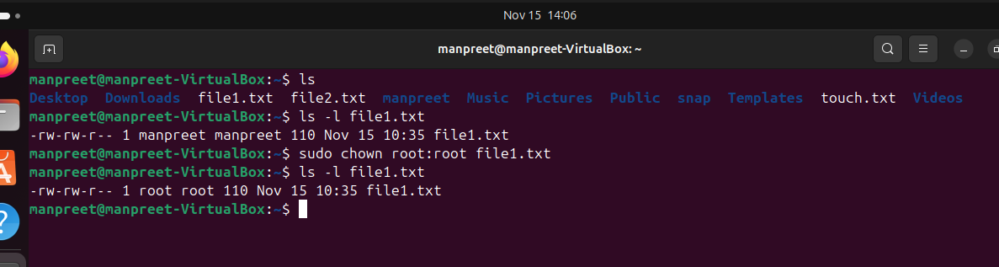 Nov 15 14:06
manpreet@manpreet-VirtualBox: ~
manpreet@manpreet-VirtualBox:~$ ls
Desktop Downloads file1.txt file2.txt manpreet Music Pictures Public snap Templates touch.txt Videos
manpreet@manpreet-VirtualBox:~$ ls -l file1.txt
-rw-rw-r-- 1 manpreet manpreet 110 Nov 15 10:35 file1.txt
manpreet@manpreet-VirtualBox:~$ sudo chown root:root file1.txt
manpreet@manpreet-VirtualBox:~$ ls -l file1.txt
-rw-rw-r-- 1 root root 110 Nov 15 10:35 file1.txt
manpreet@manpreet-VirtualBox:~$